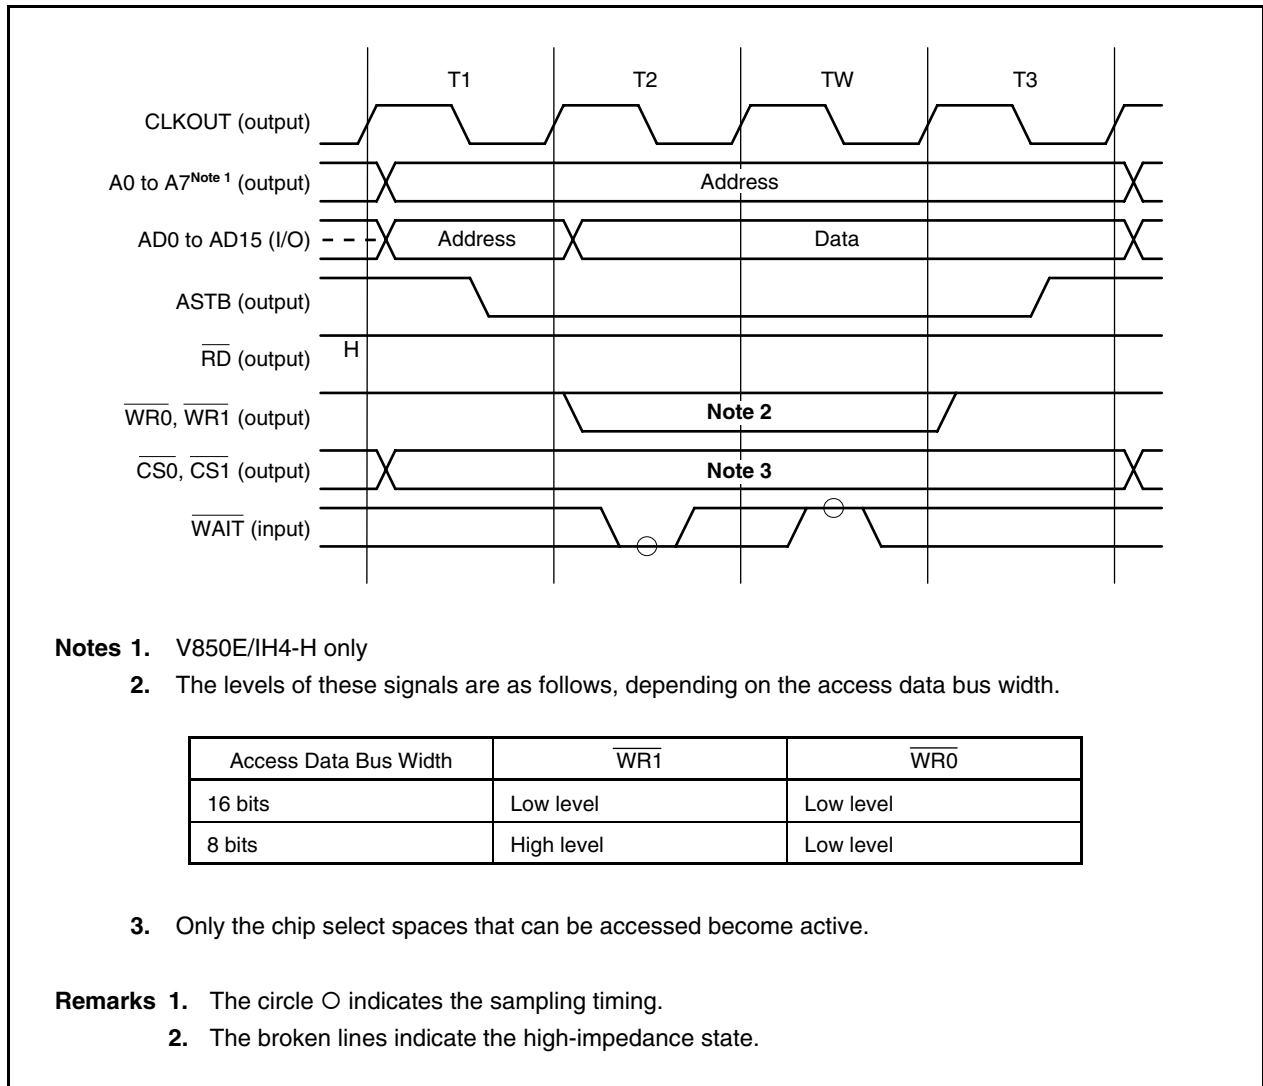 T1 T2 TW T3
CLKOUT (output)
A0 to A7Note 1 (output) Address
AD0 to AD15 (I/O) Address Data
ASTB (output)
RD (output) H
WR0, WR1 (output) Note 2
CS0, CS1 (output) Note 3
WAIT (input)
Notes 1. V850E/IH4-H only
2. The levels of these signals are as follows, depending on the access data bus width.
Access Data Bus Width WR1 WR0
16 bits Low level Low level
8 bits High level Low level
3. Only the chip select spaces that can be accessed become active.
Remarks 1. The circle O indicates the sampling timing.
2. The broken lines indicate the high-impedance state.